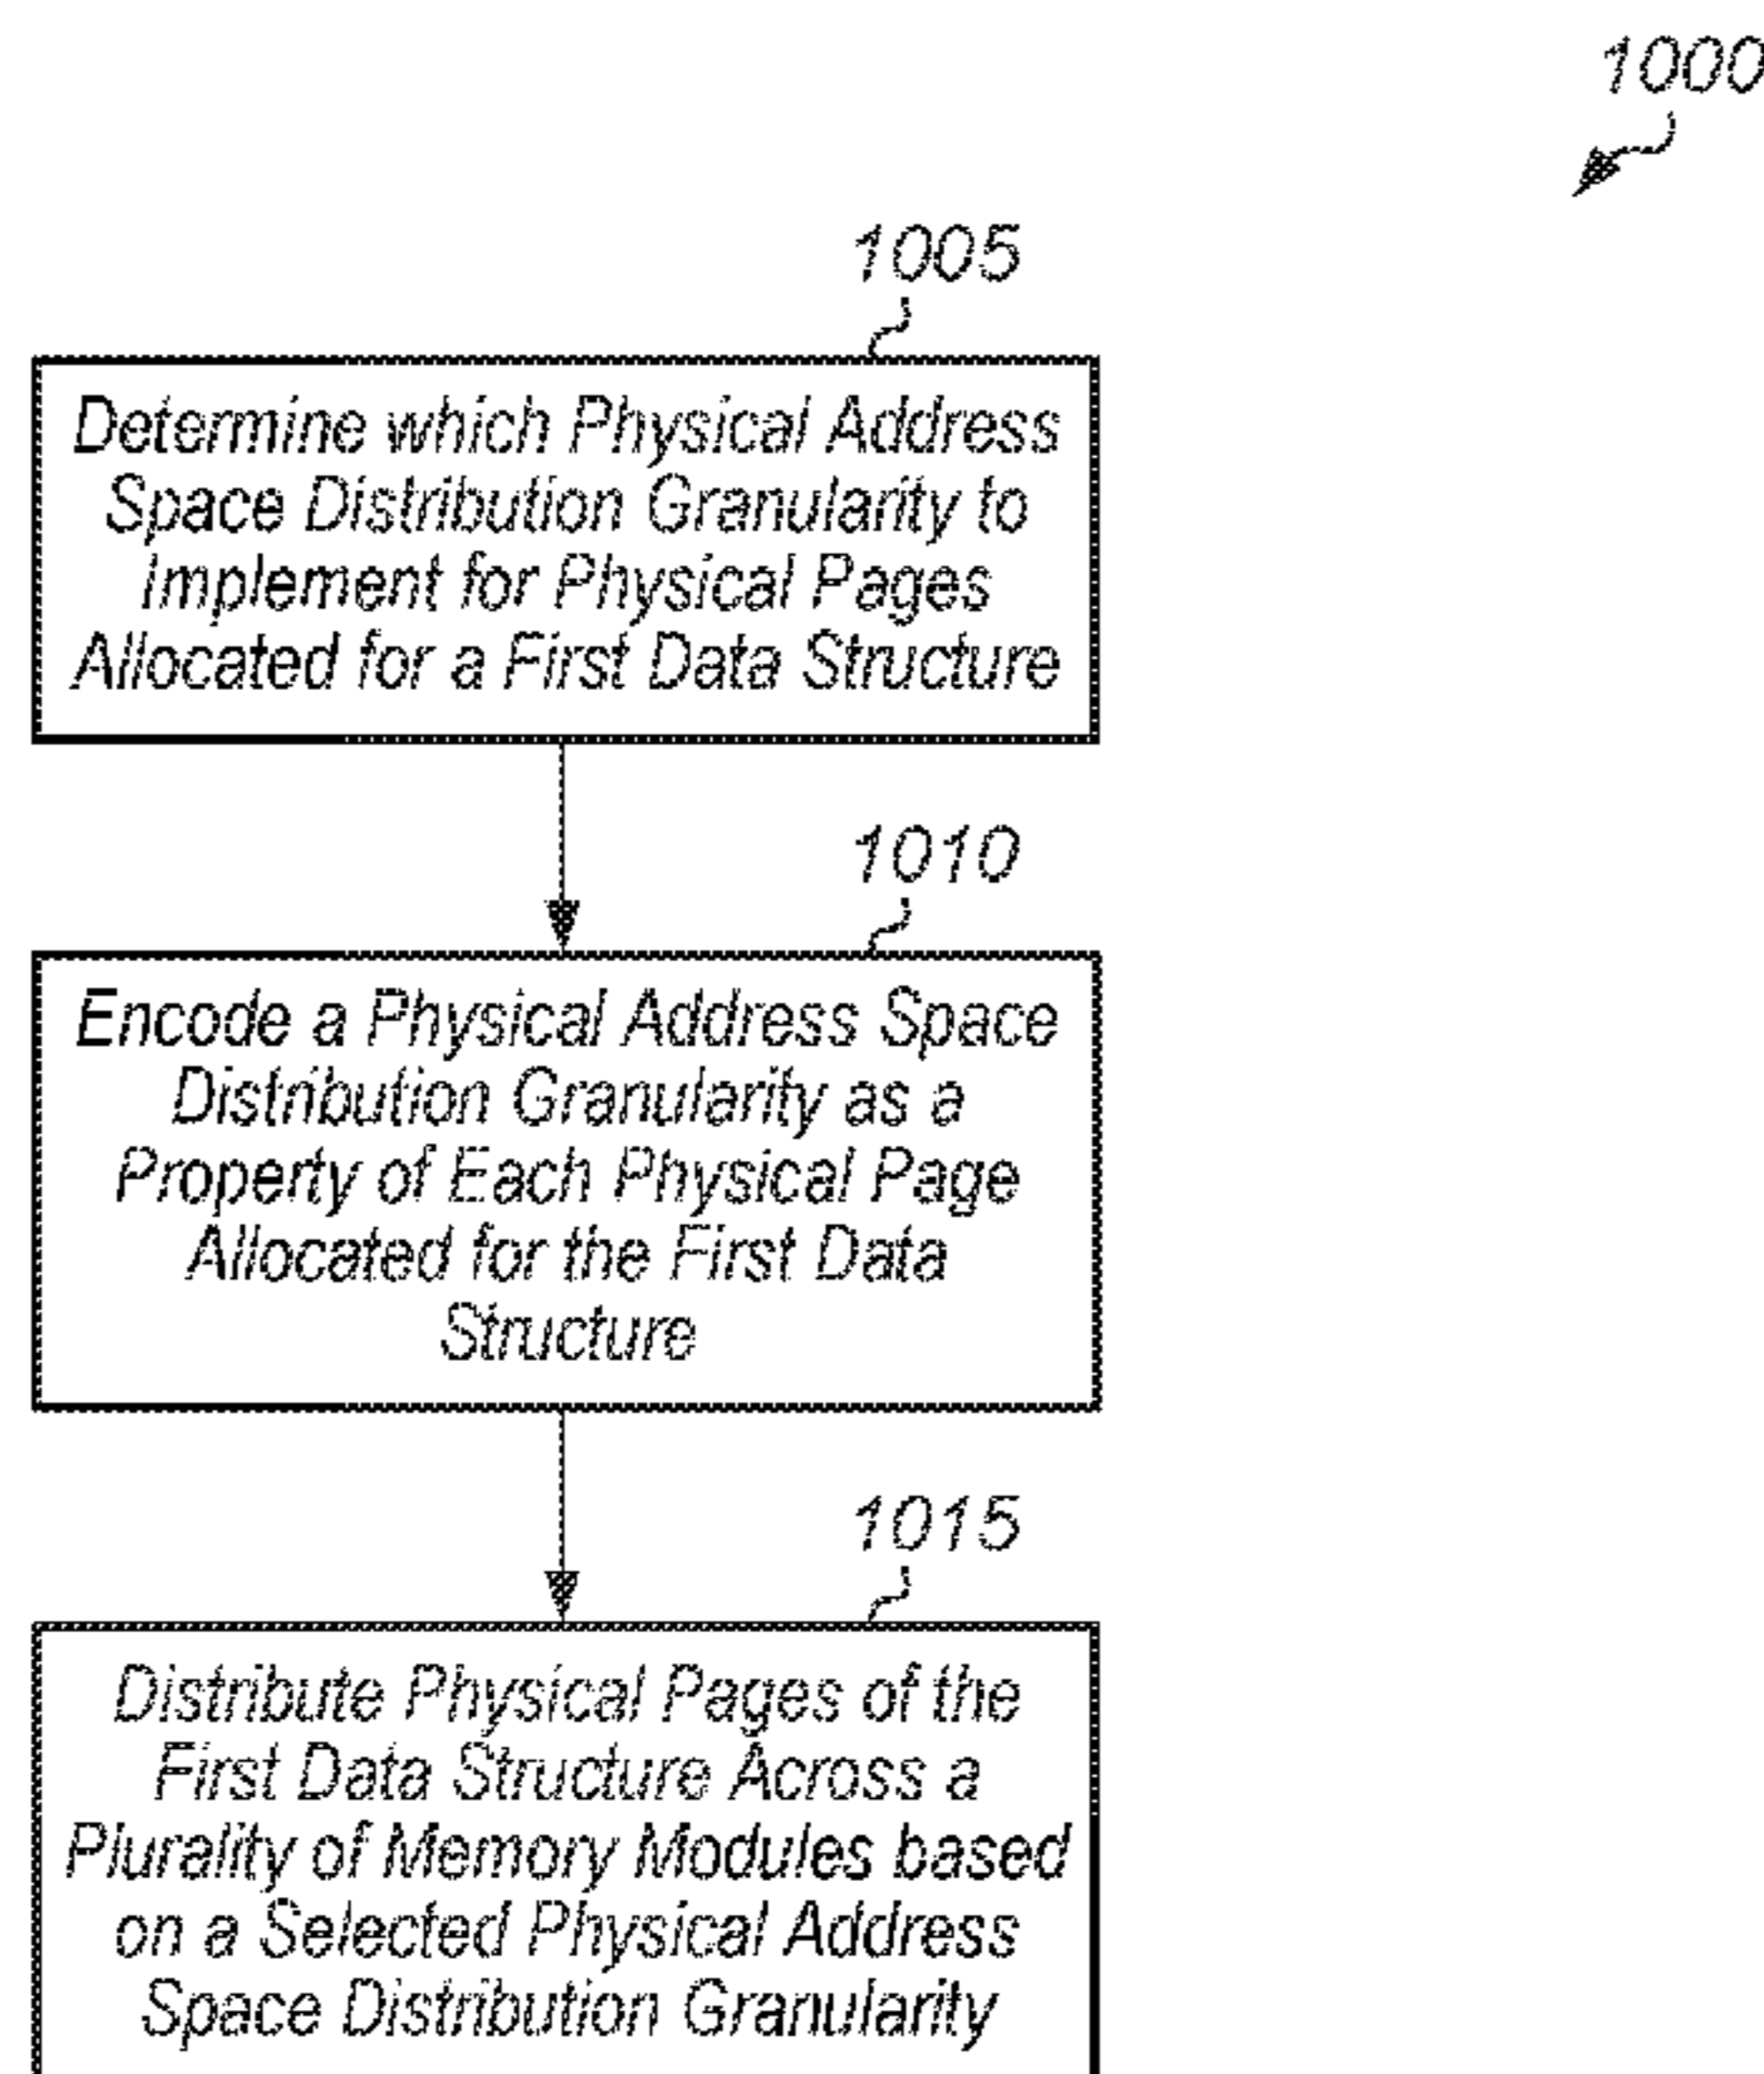 1000
1005
Determine which Physical Address
Space Distribution Granularity to
Implement for Physical Pages
Allocated for a First Data Structure
1010
Encode a Physical Address Space
Distribution Granularity as a
Property of Each Physical Page
Allocated for the First Data
Structure
1015
Distribute Physical Pages of the
First Data Structure Across a
Plurality of Memory Modules based
on a Selected Physical Address
Space Distribution Granularity